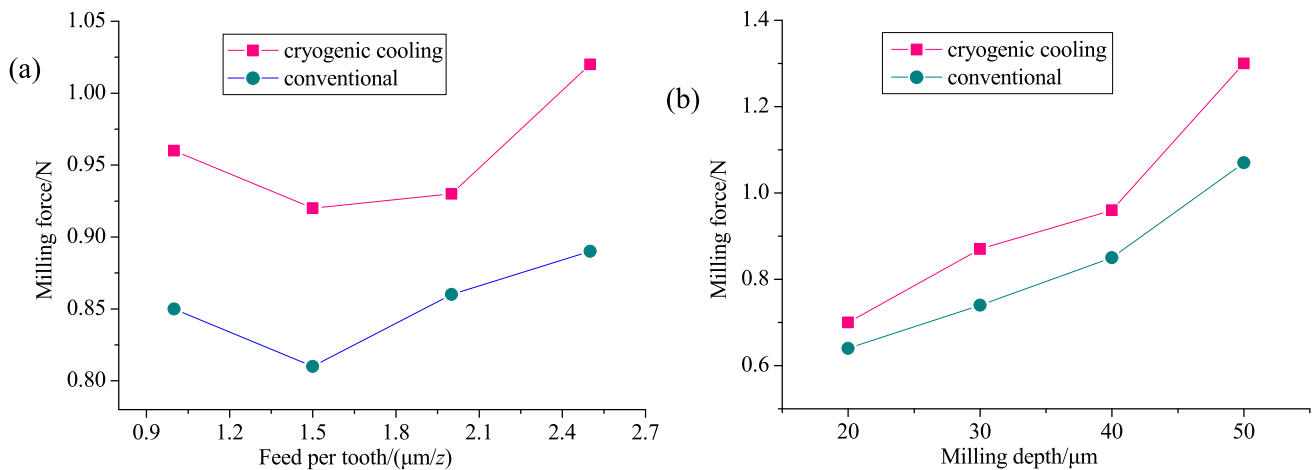 (a)
cryogenic cooling
conventional
Milling force/N
1.05
1.00
0.95
0.90
0.85
0.80
0.9 1.2 1.5 1.8 2.1 2.4 2.7
Feed per tooth/(μm/z)
(b)
cryogenic cooling
conventional
Milling force/N
1.4
1.2
1.0
0.8
0.6
20 30 40 50
Milling depth/μm